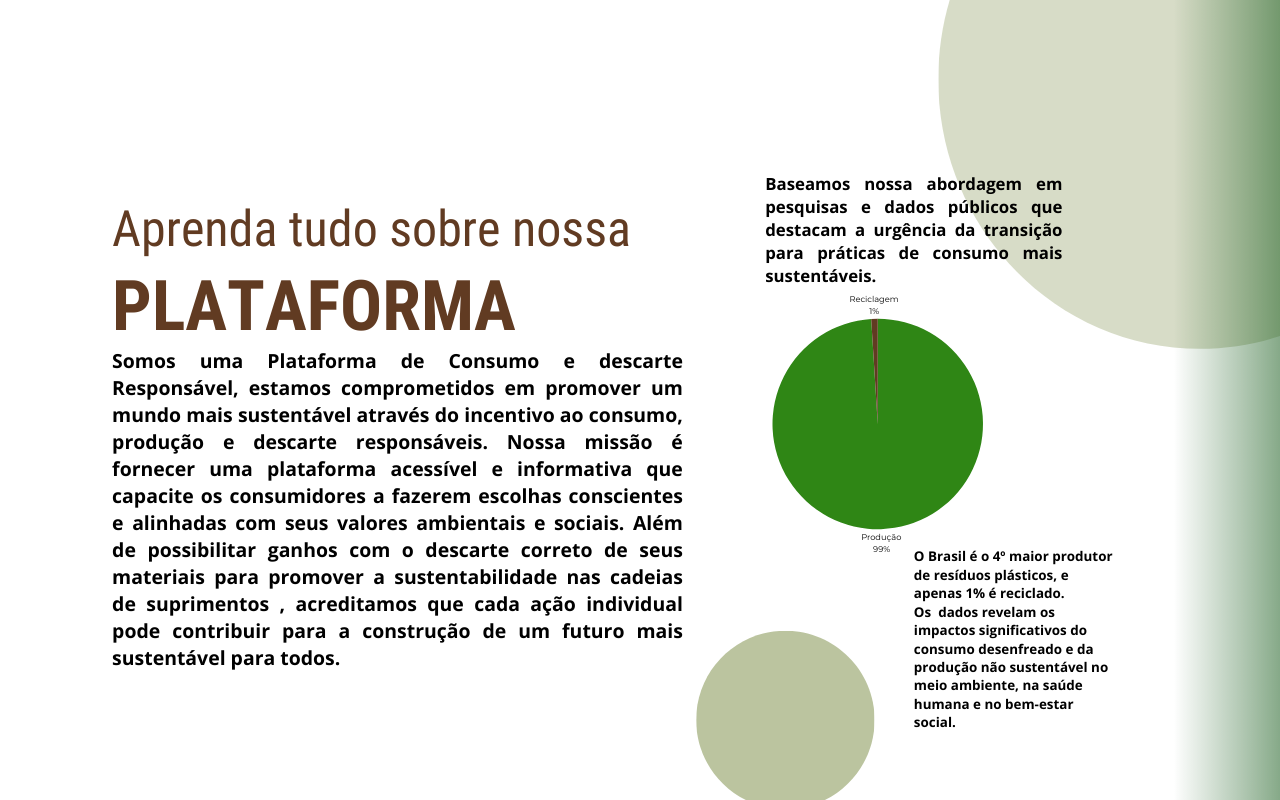 Aprenda tudo sobre nossa
PLATAFORMA
Somos uma Plataforma de Consumo e descarte
Responsável, estamos comprometidos em promover um
mundo mais sustentável através do incentivo ao consumo,
produção e descarte responsáveis. Nossa missão é
fornecer uma plataforma acessível e informativa que
capacite os consumidores a fazerem escolhas conscientes
e alinhadas com seus valores ambientais e sociais. Além
de possibilitar ganhos com o descarte correto de seus
materiais para promover a sustentabilidade nas cadeias
de suprimentos , acreditamos que cada ação individual
pode contribuir para a construção de um futuro mais
sustentável para todos.
Baseamos nossa abordagem em
pesquisas e dados públicos que
destacam a urgência da transição
para práticas de consumo mais
sustentáveis.
Reciclagem
1%
Produção
99%
O Brasil é o 4º maior produtor
de resíduos plásticos, e
apenas 1% é reciclado.
Os dados revelam os
impactos significativos do
consumo desenfreado e da
produção não sustentável no
meio ambiente, na saúde
humana e no bem-estar
social.